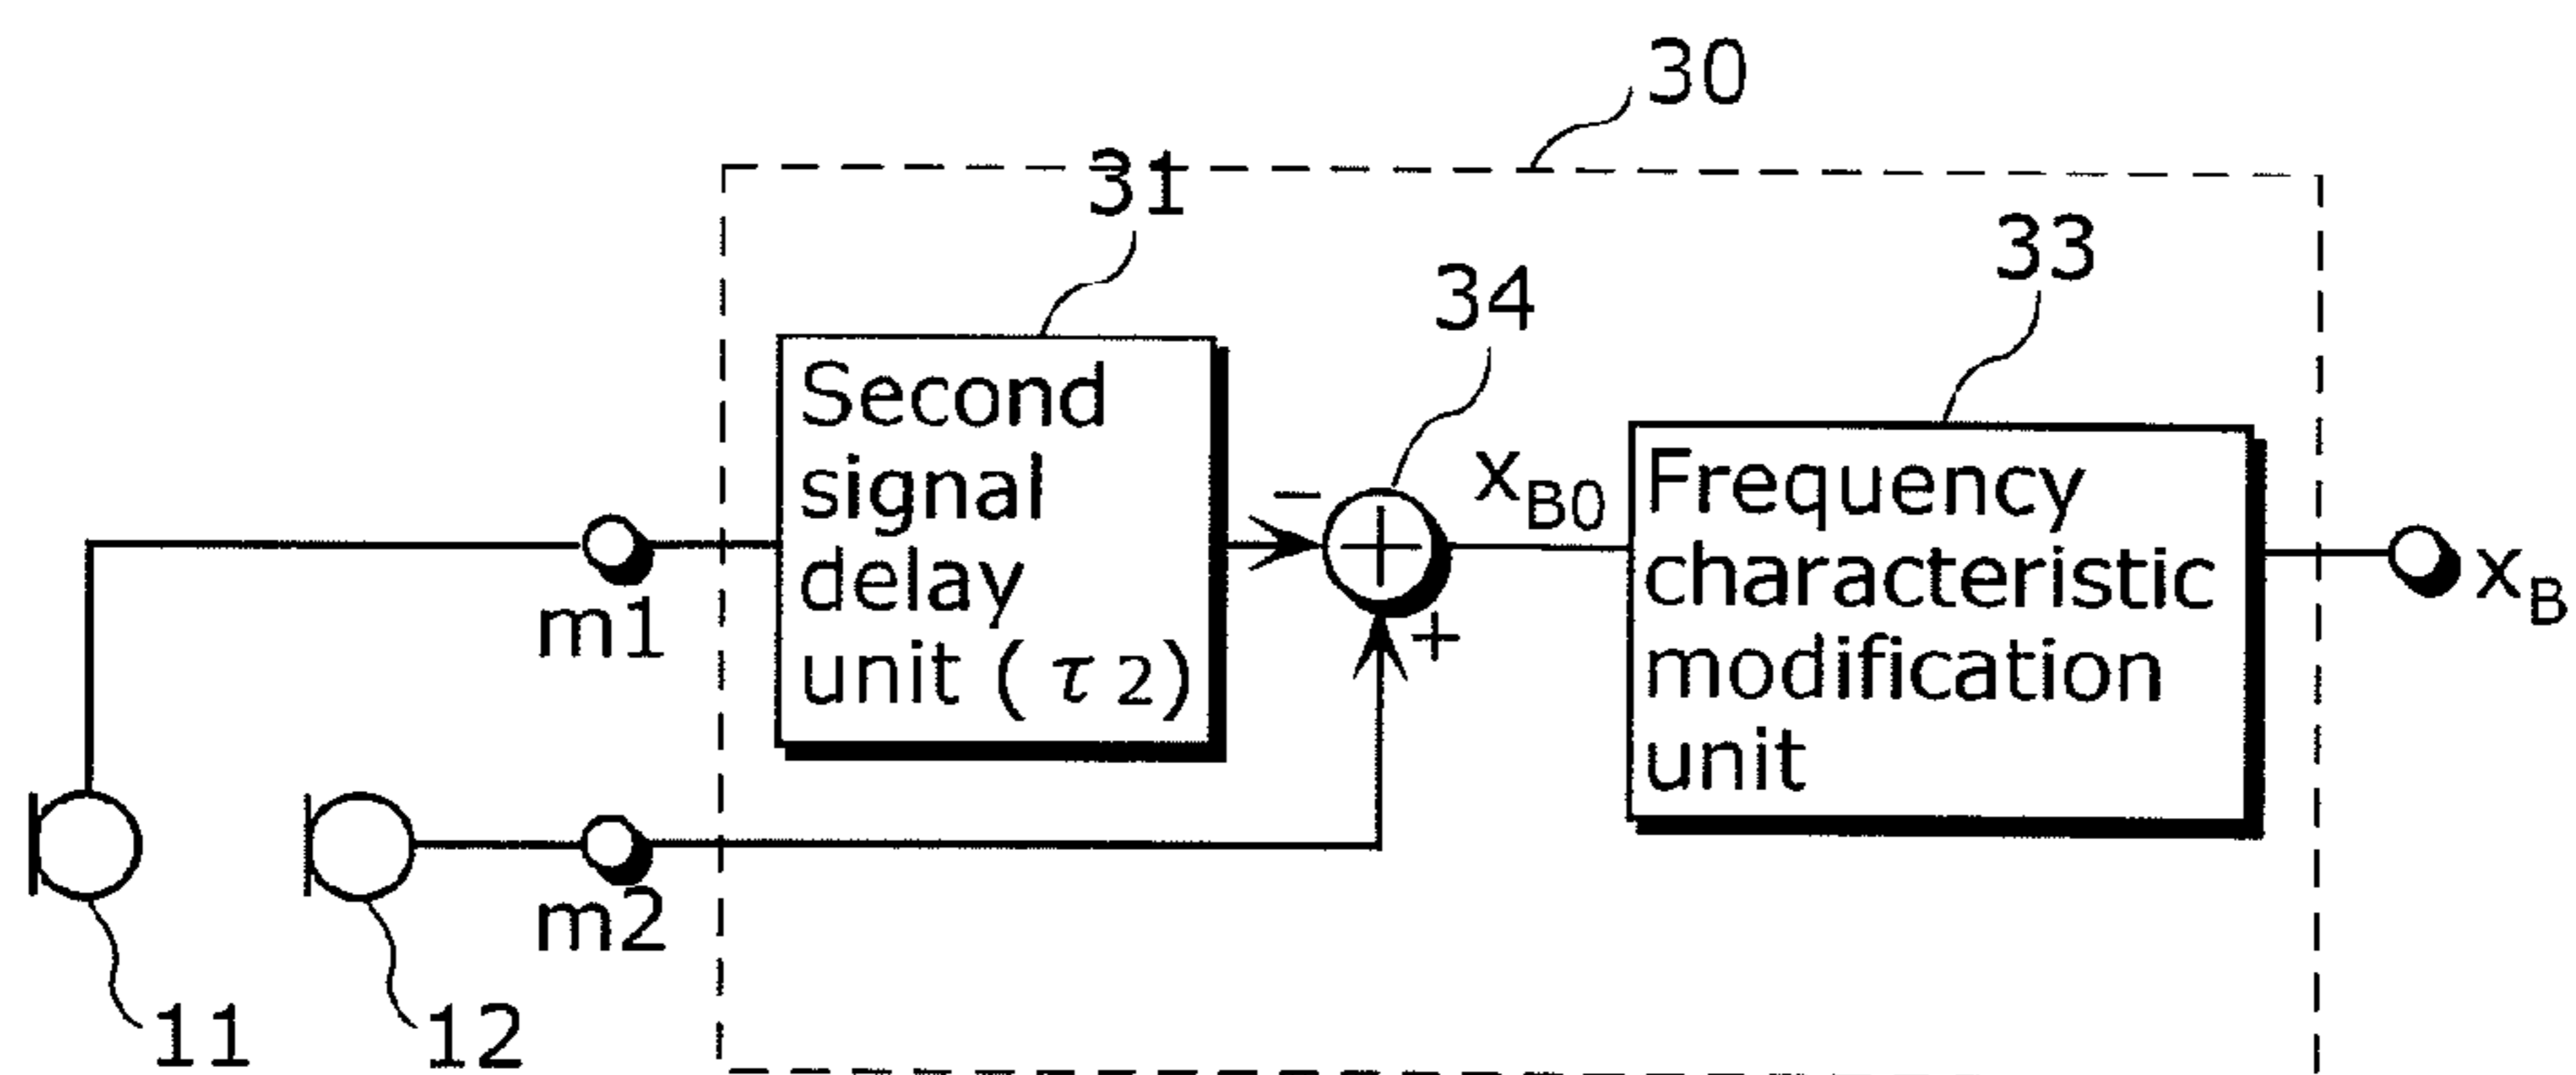 30
31
33
34
Second
signal
delay
unit ( τ 2)
−
+
+
xB0
Frequency
characteristic
modification
unit
xB
m1
m2
11
12